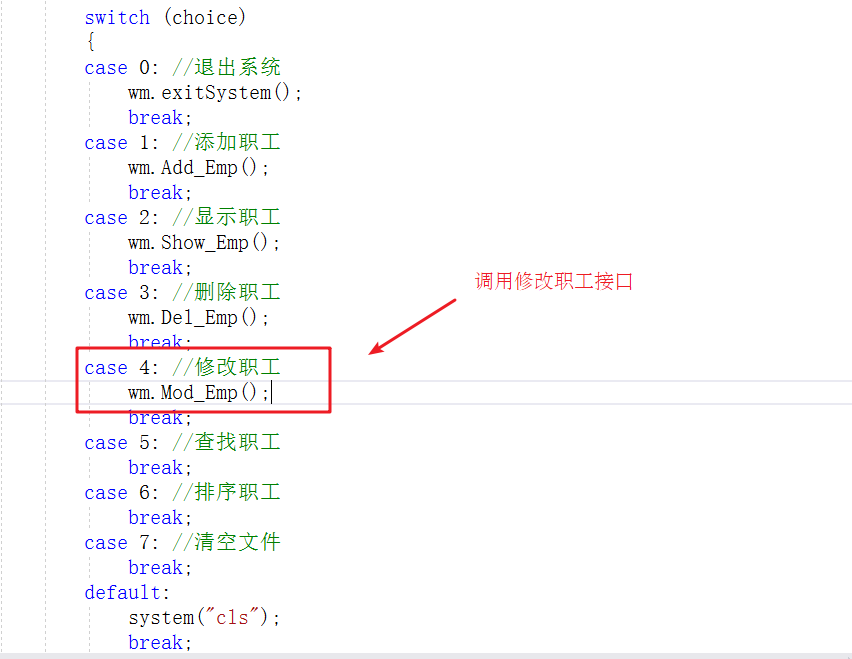 switch (choice)
{
case 0: //退出系统
wm.exitSystem();
break;
case 1: //添加职工
wm.Add_Emp();
break;
case 2: //显示职工
wm.Show_Emp();
break;
调用修改职工接口
case 3: //删除职工
wm.Del_Emp();
break;
case 4: //修改职工
wm.Mod_Emp();
break;
case 5: //查找职工
break;
case 6: //排序职工
break;
case 7: //清空文件
break;
default:
system("cls");
break;